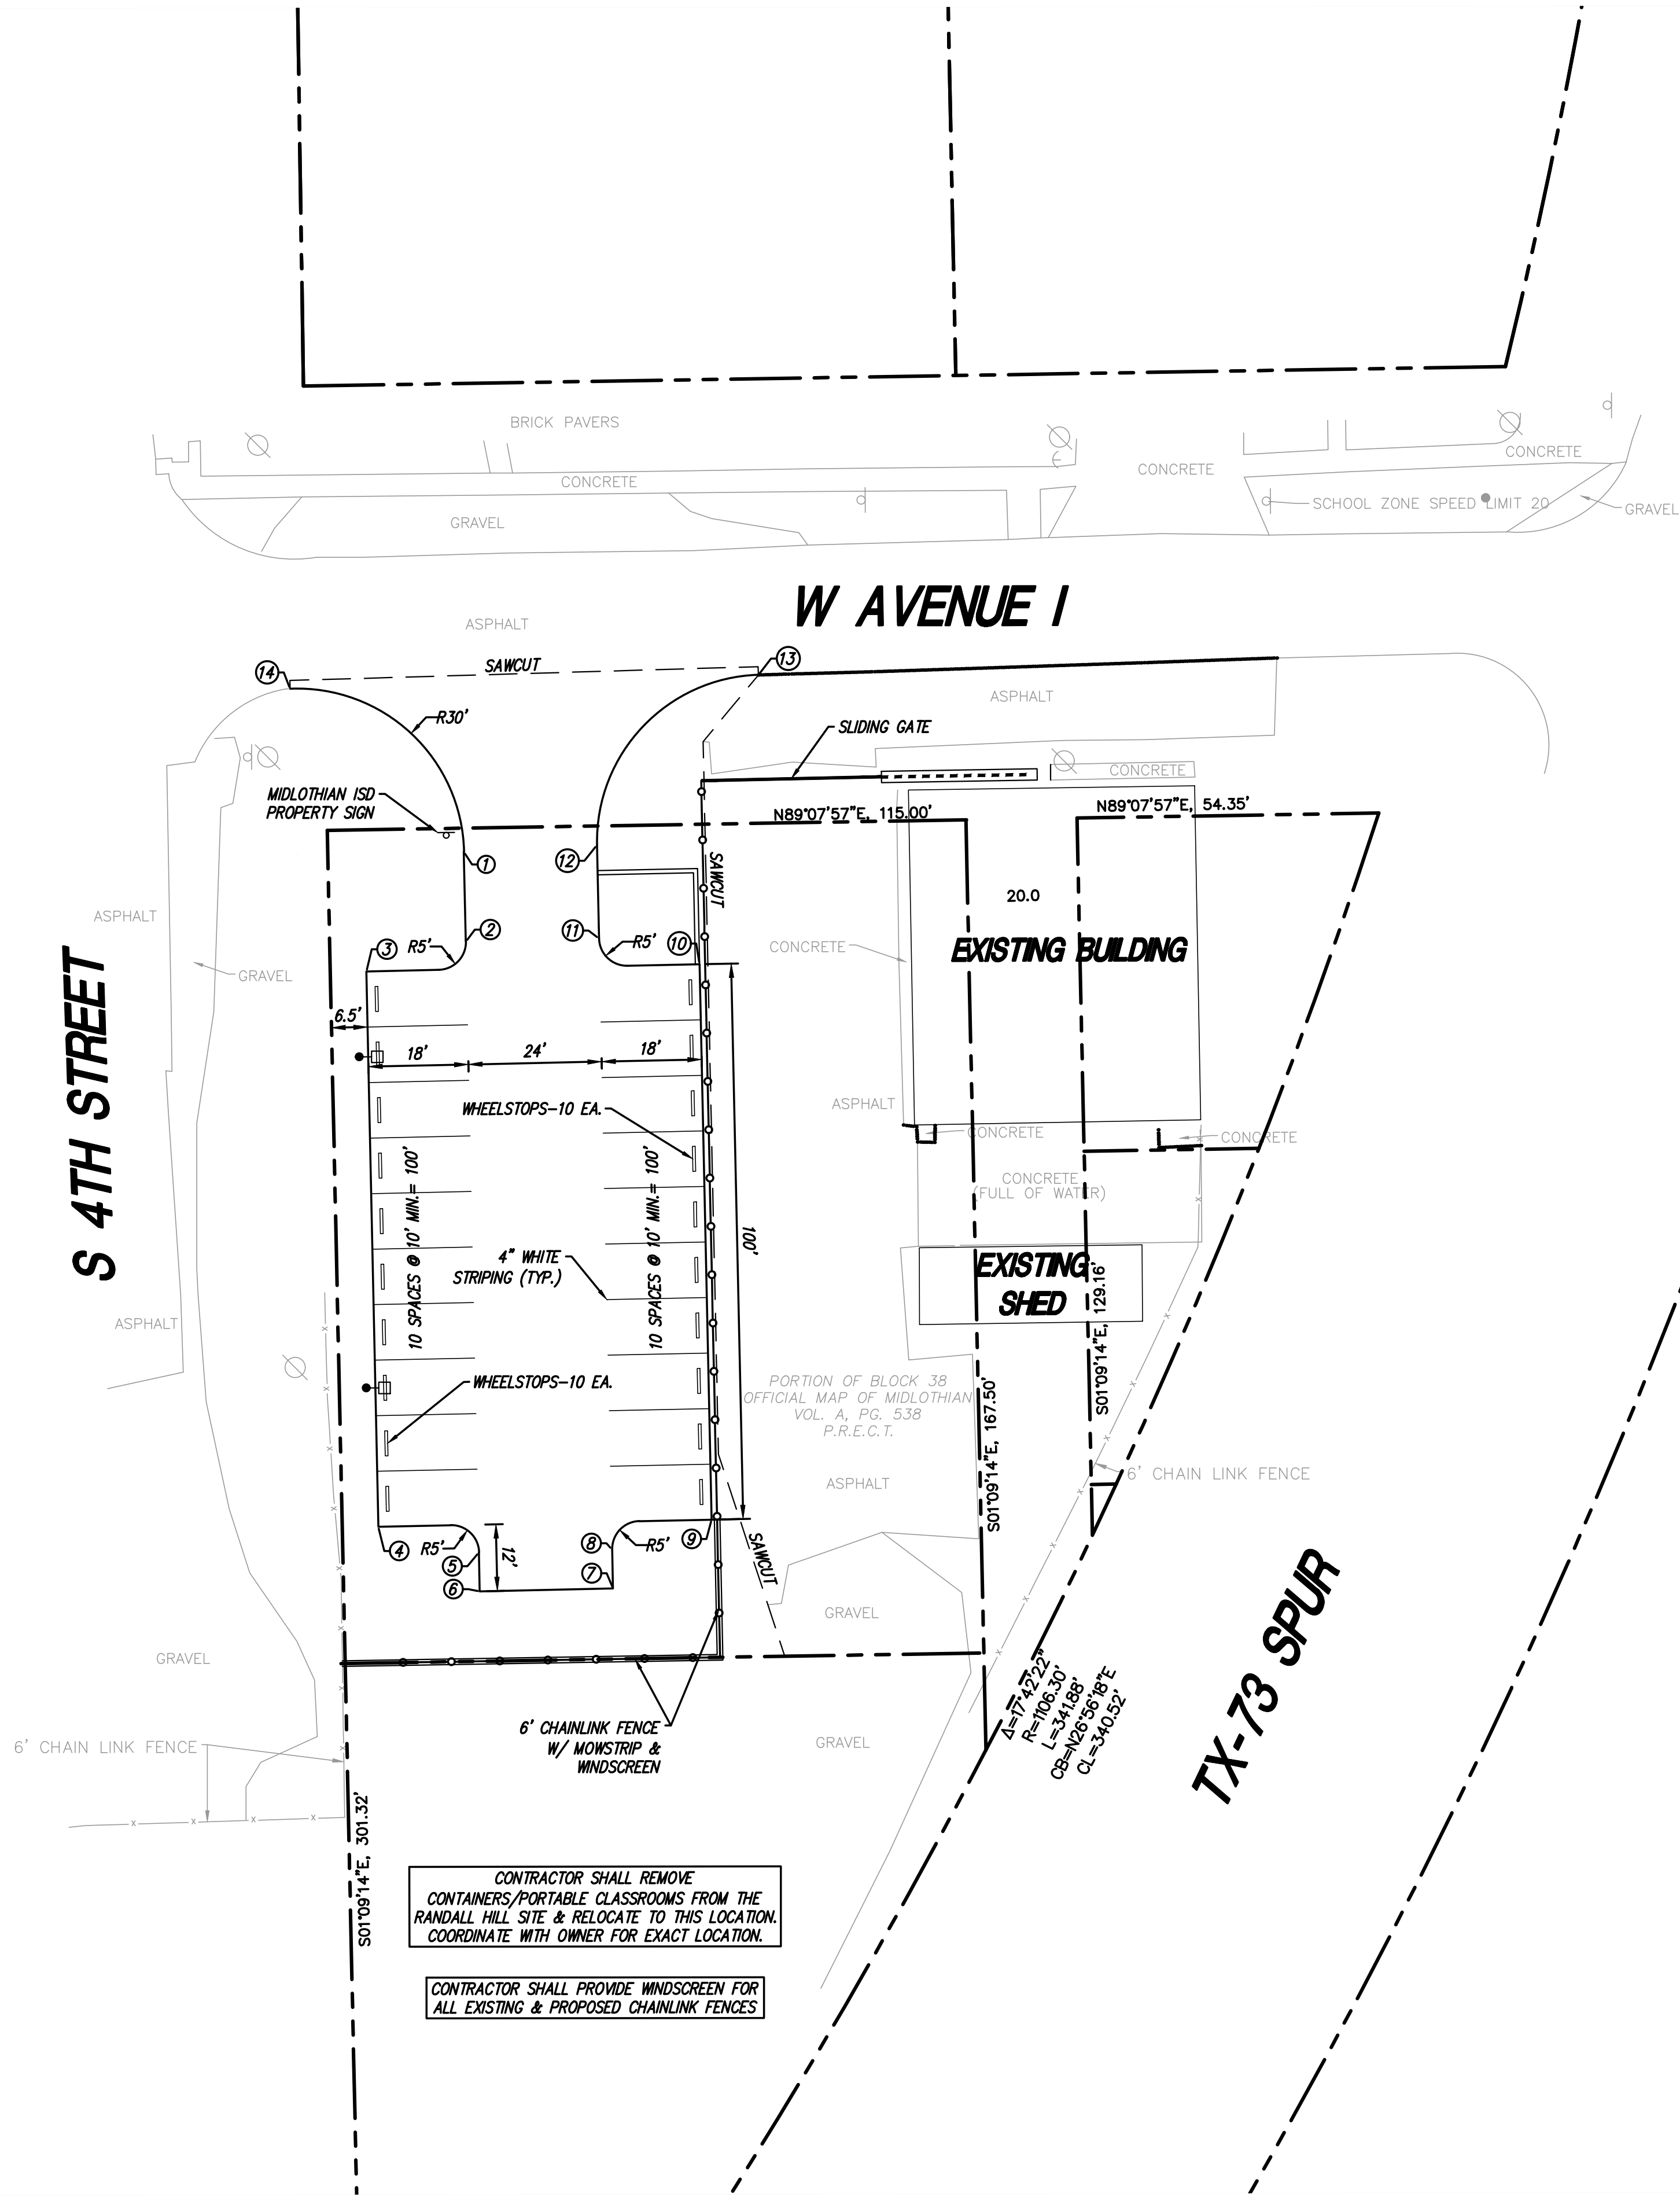 BRICK PAVERS
CONCRETE
CONCRETE
CONCRETE
GRAVEL
SCHOOL ZONE SPEED LIMIT 20
GRAVEL
W AVENUE I
ASPHALT
14
SAWCUT
13
ASPHALT
R30'
SLIDING GATE
CONCRETE
MIDLOTHIAN ISD
PROPERTY SIGN
N89°07'57"E, 115.00'
N89°07'57"E, 54.35'
1
12
SAWCUT
20.0
ASPHALT
2
11
3
R5'
R5'
10
CONCRETE
EXISTING BUILDING
GRAVEL
S 4TH STREET
6.5'
18'
24'
18'
WHEELSTOPS-10 EA.
ASPHALT
CONCRETE
CONCRETE
CONCRETE
(FULL OF WATER)
10 SPACES @ 10' MIN.= 100'
10 SPACES @ 10' MIN.= 100'
100'
4" WHITE
STRIPING (TYP.)
EXISTING
SHED
S01°09'14"E, 129.16'
ASPHALT
WHEELSTOPS-10 EA.
PORTION OF BLOCK 38
OFFICIAL MAP OF MIDLOTHIAN
VOL. A, PG. 538
P.R.E.C.T.
S01°09'14"E, 167.50'
6' CHAIN LINK FENCE
ASPHALT
4
R5'
5
12'
8
R5'
9
SAWCUT
6
7
GRAVEL
GRAVEL
TX-73 SPUR
Δ=17°42'22"
R=1106.30'
L=341.88'
CB=N26°56'18"E
CL=340.52'
6' CHAINLINK FENCE
W/ MOWSTRIP &
WINDSCREEN
GRAVEL
6' CHAIN LINK FENCE
S01°09'14"E, 301.32'
CONTRACTOR SHALL REMOVE
CONTAINERS/PORTABLE CLASSROOMS FROM THE
RANDALL HILL SITE & RELOCATE TO THIS LOCATION.
COORDINATE WITH OWNER FOR EXACT LOCATION.
CONTRACTOR SHALL PROVIDE WINDSCREEN FOR
ALL EXISTING & PROPOSED CHAINLINK FENCES